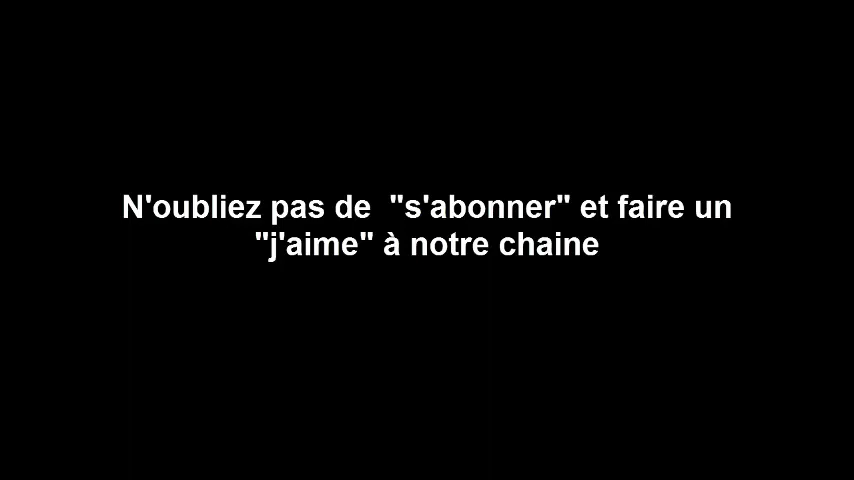 N'oubliez pas de  "s'abonner" et faire un
"j'aime" à notre chaine